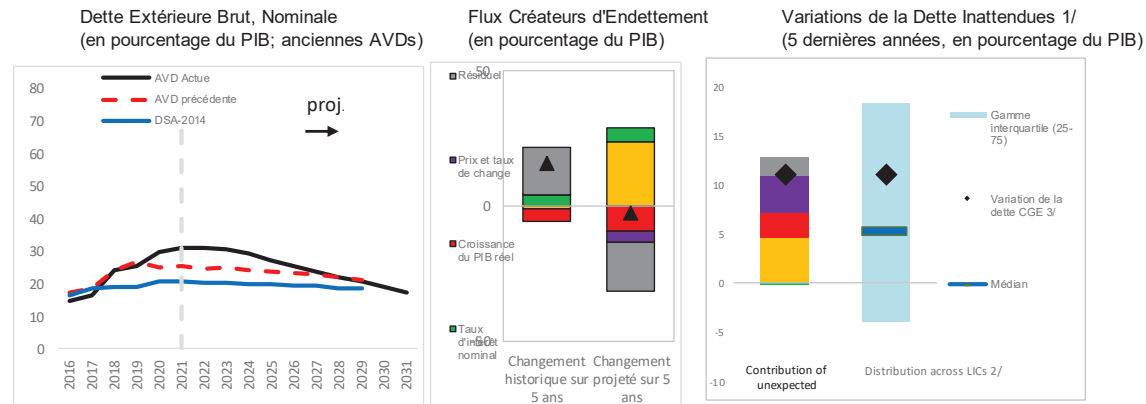 Dette Extérieure Brut, Nominale
(en pourcentage du PIB; anciennes AVDs)
AVD Actue
AVD précédente
DSA-2014
proj.
80
70
60
50
40
30
20
10
0
2016 2017 2018 2019 2020 2021 2022 2023 2024 2025 2026 2027 2028 2029 2030 2031
Flux Créateurs d'Endettement
(en pourcentage du PIB)
50
0
-50
Résiduel
Prix et taux
de change
Croissance
du PIB réel
Taux
d'interêt
nominal
Changement
historique sur
5 ans
Changement
projeté sur 5
ans
Variations de la Dette Inattendues 1/
(5 dernières années, en pourcentage du PIB)
20
15
10
5
0
-5
-10
Gamme
interquartile (25-
75)
Variation de la
dette CGE 3/
Médian
Contribution of
unexpected
Distribution across LICs 2/